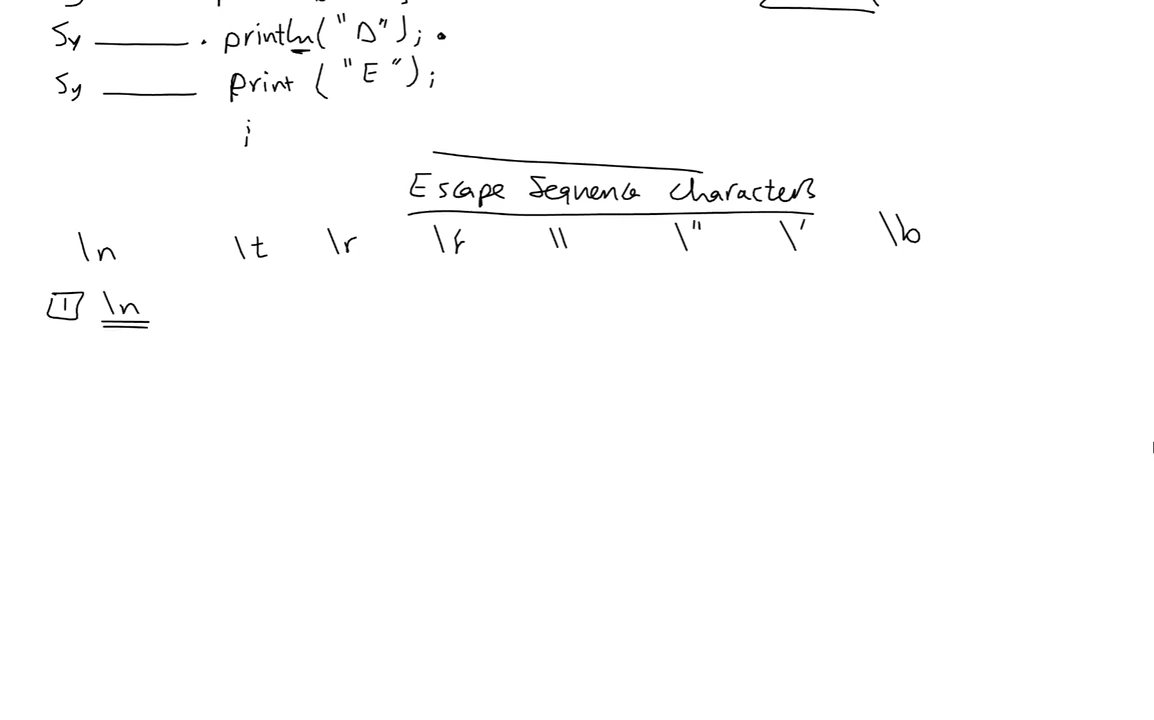 Sy ______ . println("D");
Sy ______ print ("E");
;
Escape Sequence characters
\n \t \r \f \\ \" \' \b
1 \n